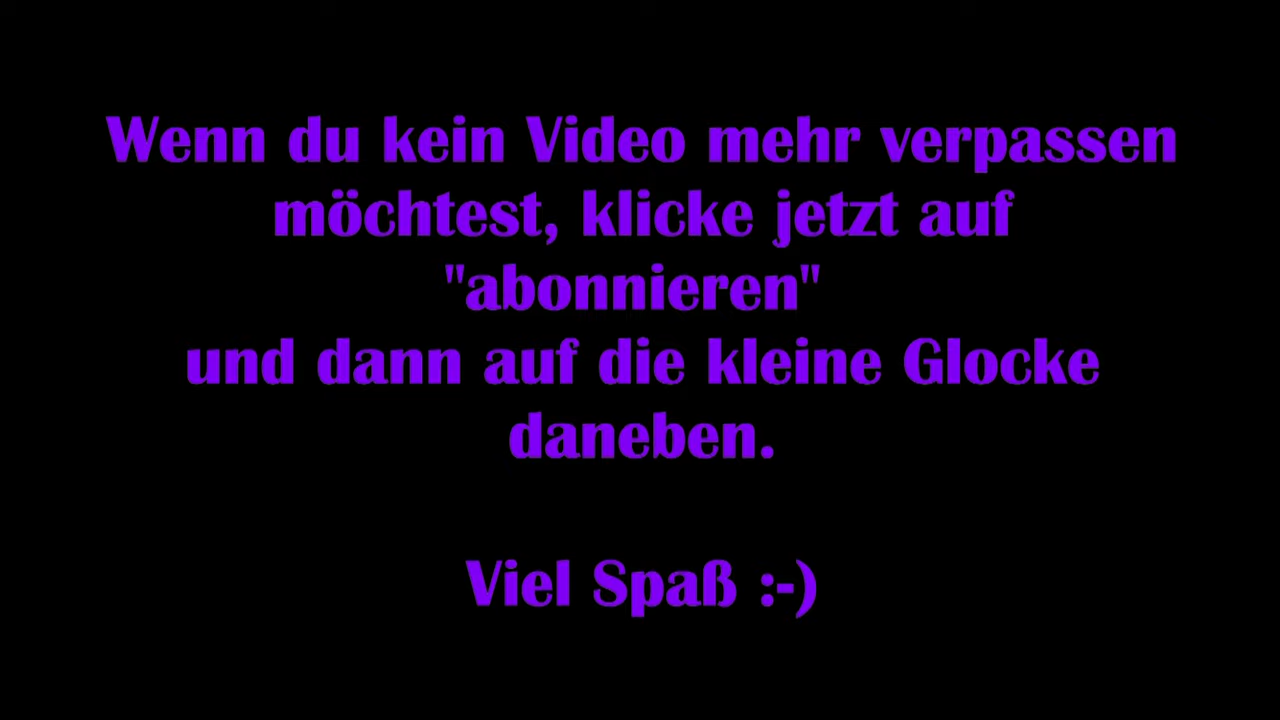 Wenn du kein Video mehr verpassen
möchtest, klicke jetzt auf
"abonnieren"
und dann auf die kleine Glocke
daneben.
Viel Spaß :-)